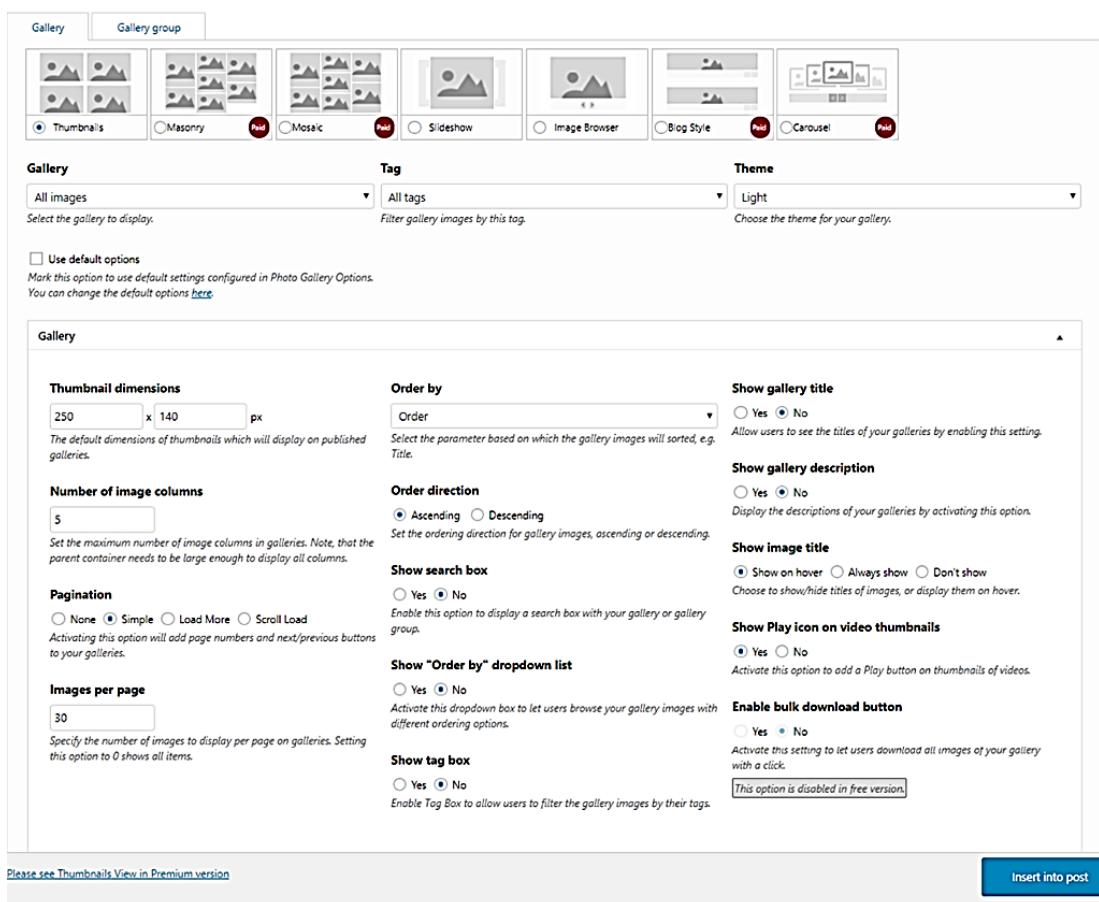 Gallery
Gallery group
Thumbnails
Masonry
Paid
Mosaic
Paid
Slideshow
Image Browser
Blog Style
Paid
Carousel
Paid
Gallery
All images
Select the gallery to display.
Tag
All tags
Filter gallery images by this tag.
Theme
Light
Choose the theme for your gallery.
Use default options
Mark this option to use default settings configured in Photo Gallery Options.
You can change the default options here.
Gallery
Thumbnail dimensions
250 x 140 px
The default dimensions of thumbnails which will display on published
galleries.
Number of image columns
5
Set the maximum number of image columns in galleries. Note, that the
parent container needs to be large enough to display all columns.
Pagination
None Simple Load More Scroll Load
Activating this option will add page numbers and next/previous buttons
to your galleries.
Images per page
30
Specify the number of images to display per page on galleries. Setting
this option to 0 shows all items.
Order by
Order
Select the parameter based on which the gallery images will sorted, e.g.
Title.
Order direction
Ascending Descending
Set the ordering direction for gallery images, ascending or descending.
Show search box
Yes No
Enable this option to display a search box with your gallery or gallery
group.
Show "Order by" dropdown list
Yes No
Activate this dropdown box to let users browse your gallery images with
different ordering options.
Show tag box
Yes No
Enable Tag Box to allow users to filter the gallery images by their tags.
Show gallery title
Yes No
Allow users to see the titles of your galleries by enabling this setting.
Show gallery description
Yes No
Display the descriptions of your galleries by activating this option.
Show image title
Show on hover Always show Don't show
Choose to show/hide titles of images, or display them on hover.
Show Play icon on video thumbnails
Yes No
Activate this option to add a Play button on thumbnails of videos.
Enable bulk download button
Yes No
Activate this setting to let users download all images of your gallery
with a click.
This option is disabled in free version.
Please see Thumbnails View in Premium version
Insert into post